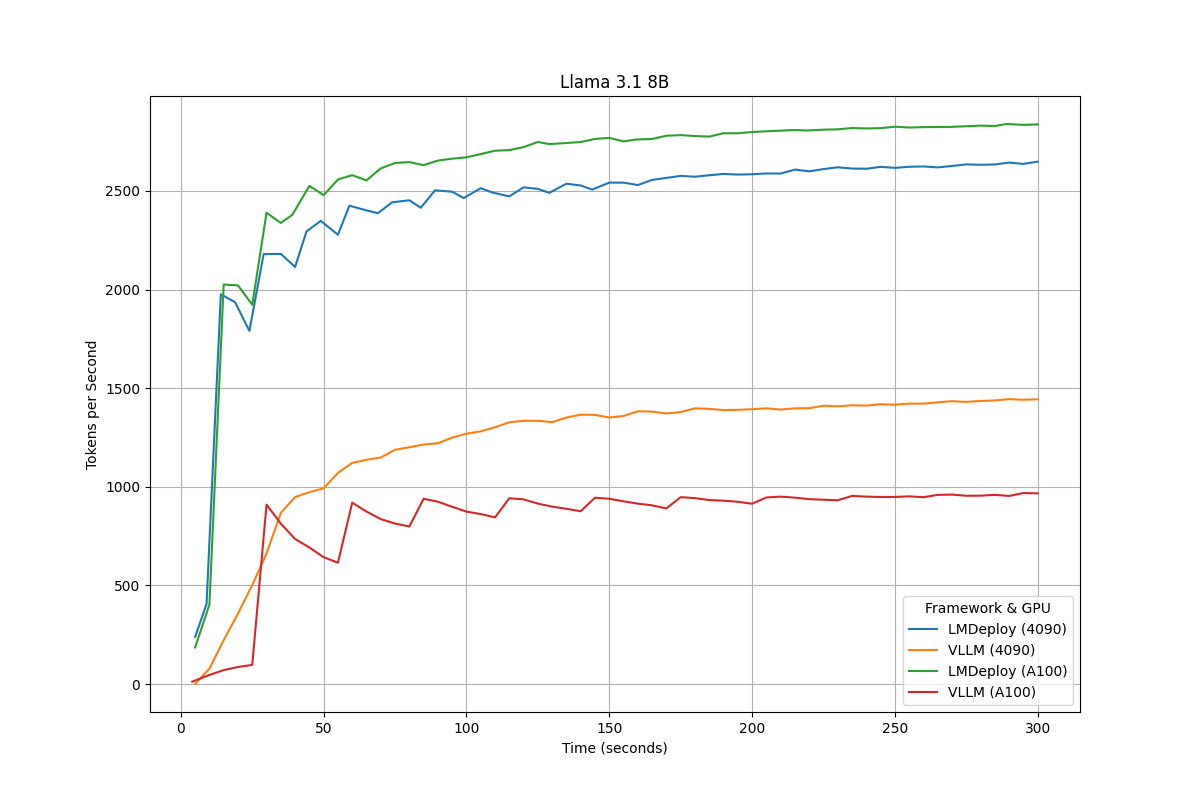 Llama 3.1 8B
Tokens per Second
2500
2000
1500
1000
500
0
0 50 100 150 200 250 300
Time (seconds)
Framework & GPU
LMDeploy (4090)
VLLM (4090)
LMDeploy (A100)
VLLM (A100)